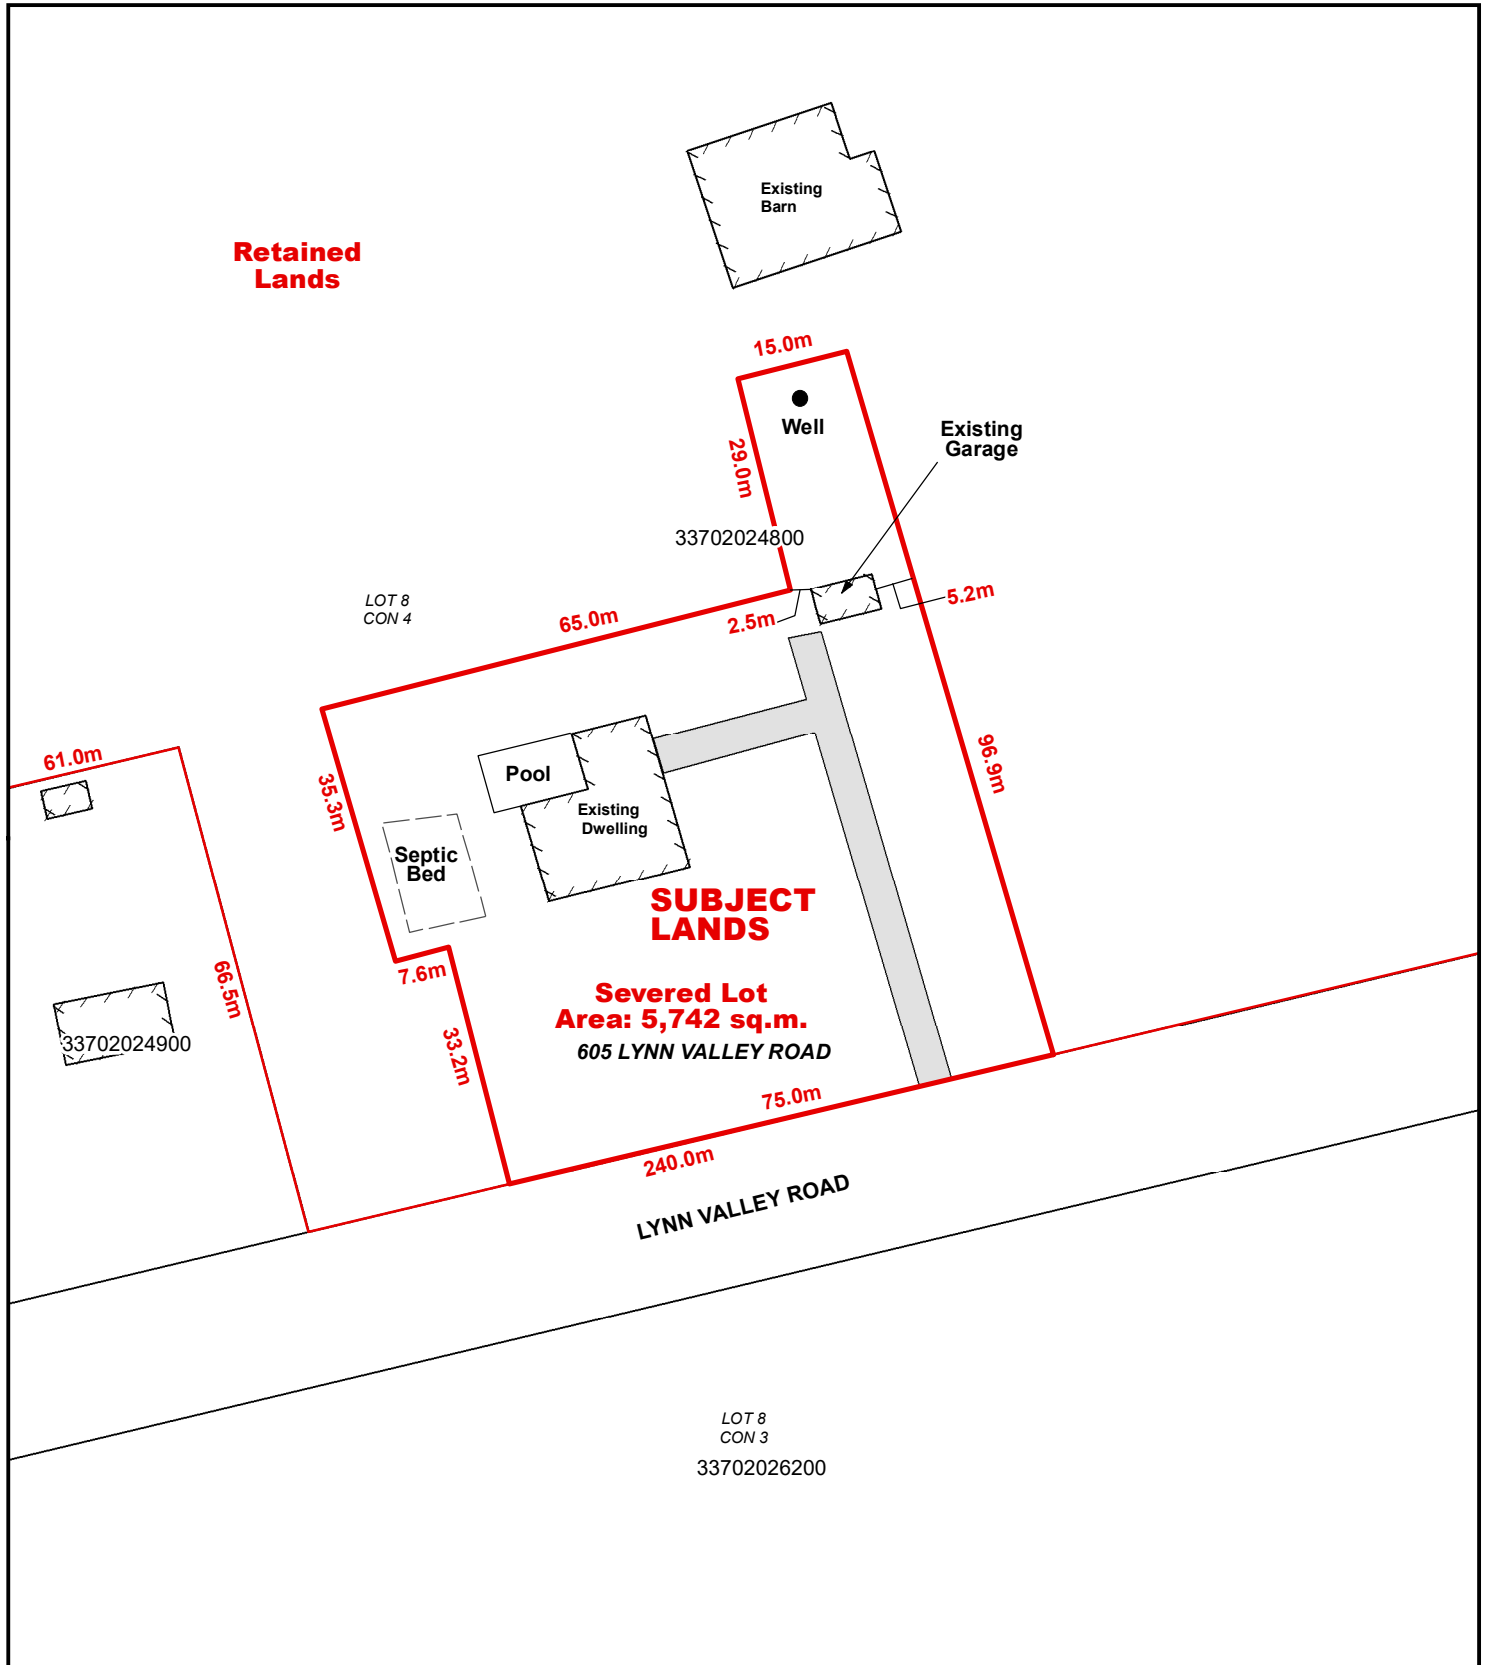 Existing
Barn
Retained
Lands
15.0m
Well
Existing
Garage
29.0m
33702024800
LOT 8
CON 4
65.0m
2.5m
5.2m
61.0m
35.3m
Pool
96.9m
Existing
Dwelling
Septic
Bed
SUBJECT
LANDS
66.5m
7.6m
Severed Lot
Area: 5,742 sq.m.
33702024900
33.2m
605 LYNN VALLEY ROAD
75.0m
240.0m
LYNN VALLEY ROAD
LOT 8
CON 3
33702026200